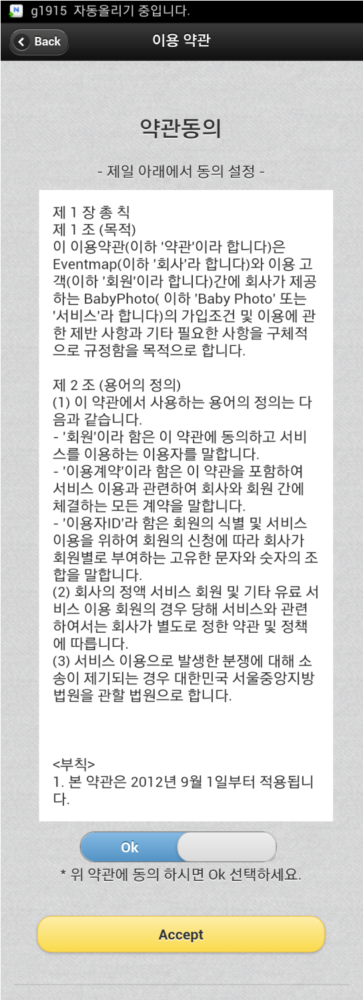 g1915 자동올리기 중입니다.
Back
이용 약관
약관동의
- 제일 아래에서 동의 설정 -
제 1 장 총 칙
제 1 조 (목적)
이 이용약관(이하 '약관'이라 합니다)은
Eventmap(이하 '회사'라 합니다)와 이용 고
객(이하 '회원'이라 합니다)간에 회사가 제공
하는 BabyPhoto( 이하 'Baby Photo' 또는
'서비스'라 합니다)의 가입조건 및 이용에 관
한 제반 사항과 기타 필요한 사항을 구체적
으로 규정함을 목적으로 합니다.
제 2 조 (용어의 정의)
(1) 이 약관에서 사용하는 용어의 정의는 다
음과 같습니다.
- '회원'이라 함은 이 약관에 동의하고 서비
스를 이용하는 이용자를 말합니다.
- '이용계약'이라 함은 이 약관을 포함하여
서비스 이용과 관련하여 회사와 회원 간에
체결하는 모든 계약을 말합니다.
- '이용자ID'라 함은 회원의 식별 및 서비스
이용을 위하여 회원의 신청에 따라 회사가
회원별로 부여하는 고유한 문자와 숫자의 조
합을 말합니다.
(2) 회사의 정액 서비스 회원 및 기타 유료 서
비스 이용 회원의 경우 당해 서비스와 관련
하여서는 회사가 별도로 정한 약관 및 정책
에 따릅니다.
(3) 서비스 이용으로 발생한 분쟁에 대해 소
송이 제기되는 경우 대한민국 서울중앙지방
법원을 관할 법원으로 합니다.
<부칙>
1. 본 약관은 2012년 9월 1일부터 적용됩니
다.
Ok
* 위 약관에 동의 하시면 Ok 선택하세요.
Accept